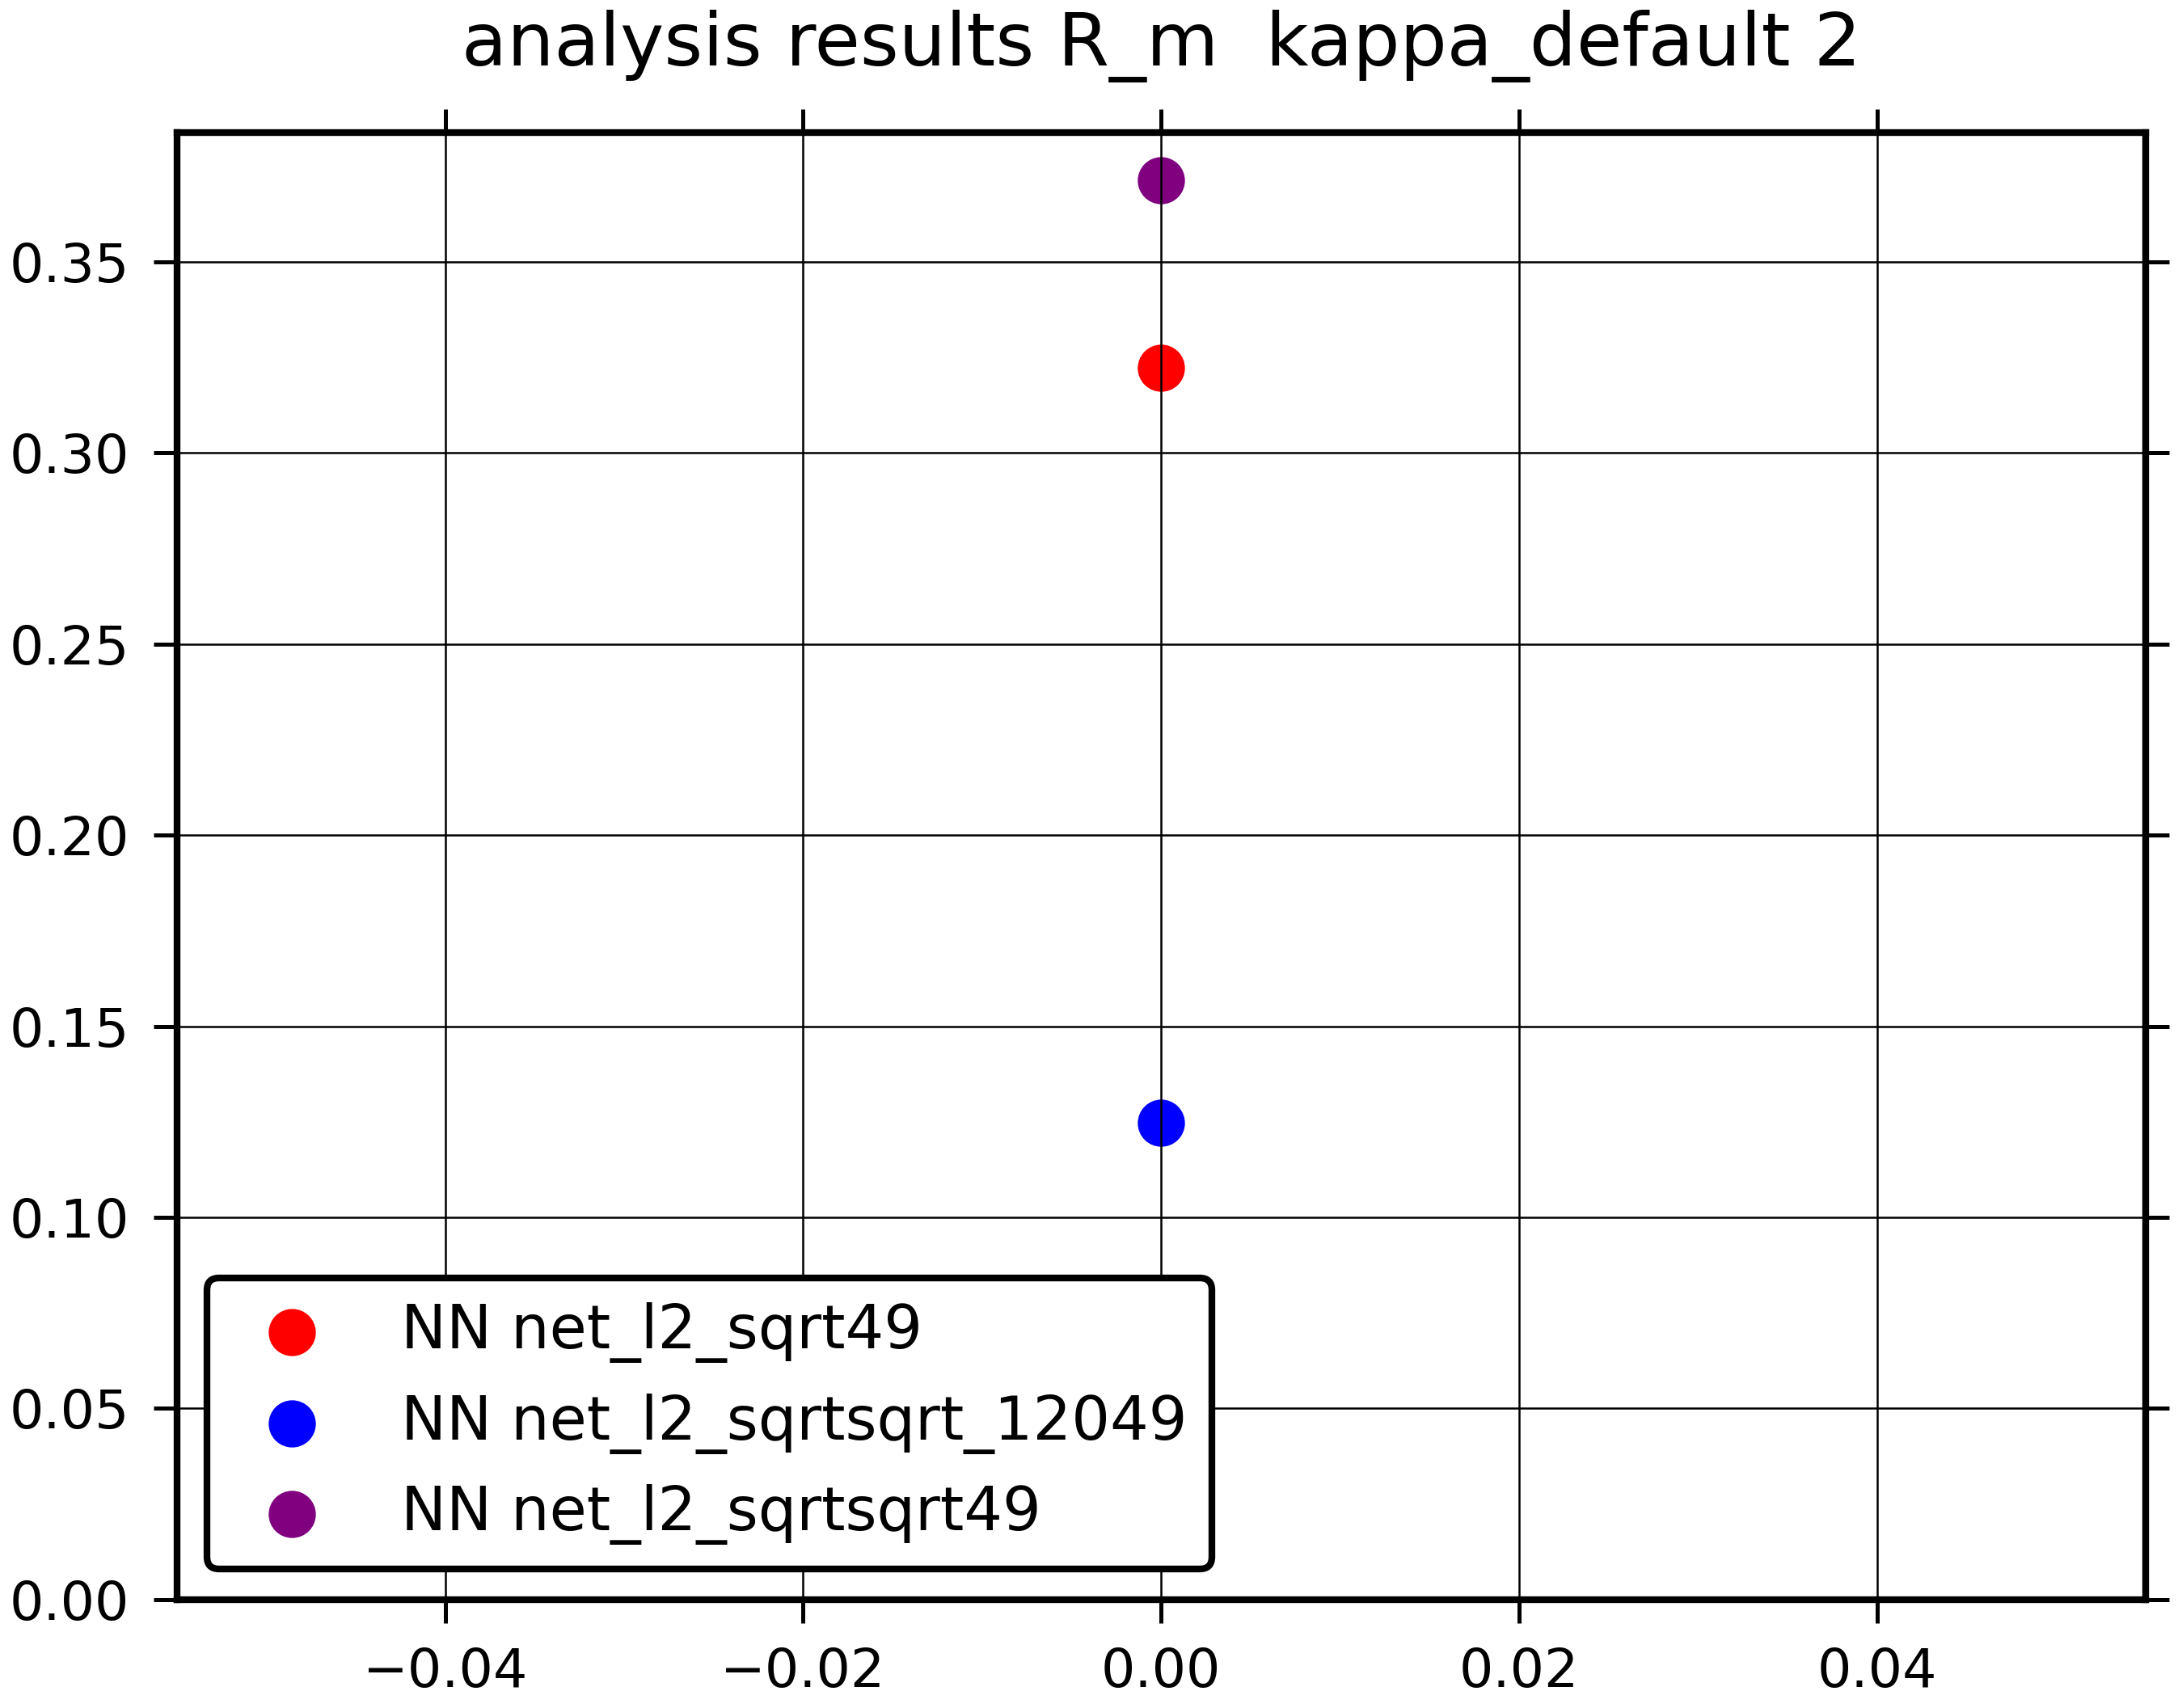 analysis results R_m  kappa_default 2
0.35
0.30
0.25
0.20
0.15
0.10
0.05
0.00
NN net_l2_sqrt49
NN net_l2_sqrtsqrt_12049
NN net_l2_sqrtsqrt49
−0.04 −0.02 0.00 0.02 0.04